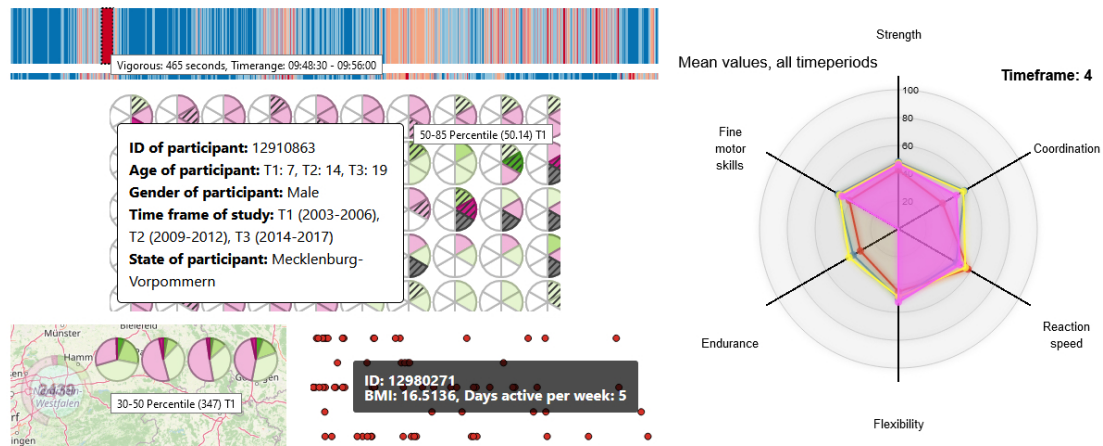 Vigorous: 465 seconds, Timerange: 09:48:30 - 09:56:00
50-85 Percentile (50.14) T1
ID of participant: 12910863
Age of participant: T1: 7, T2: 14, T3: 19
Gender of participant: Male
Time frame of study: T1 (2003-2006),
T2 (2009-2012), T3 (2014-2017)
State of participant: Mecklenburg-
Vorpommern
Münster
Bielefeld
Hamm
2439
Westfalen
30-50 Percentile (347) T1
ID: 12980271
BMI: 16.5136, Days active per week: 5
Strength
Mean values, all timeperiods
Timeframe: 4
100
80
60
20
Fine
motor
skills
Coordination
Endurance
Reaction
speed
Flexibility